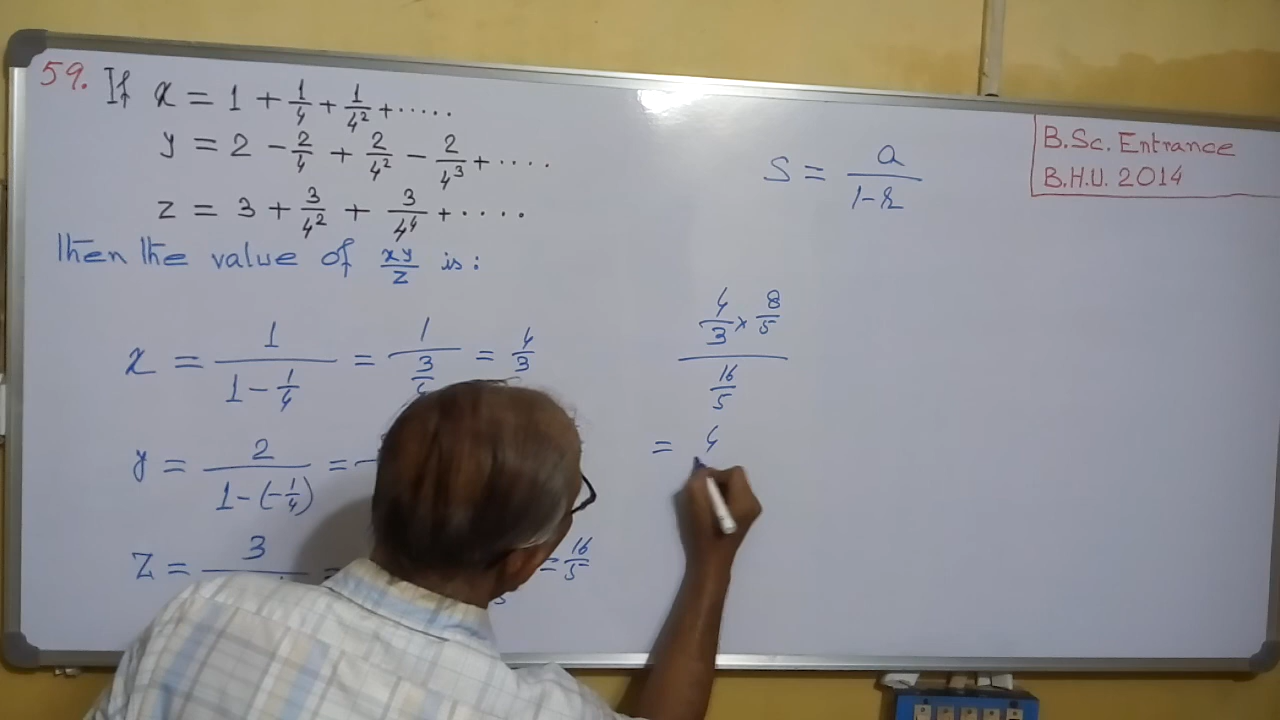 59. If x = 1 + 1/4 + 1/4² + .....
y = 2 - 2/4 + 2/4² - 2/4³ + ....
z = 3 + 3/4² + 3/4⁴ + ....
then the value of xy/z is:
S = a/(1-r)
B.Sc. Entrance
B.H.U. 2014
x = 1/(1 - 1/4) = 1/(3/4) = 4/3
y = 2/(1-(-1/4)) =
Z = 3
= 16/5
(4/3 × 8/5)/(16/5)
= 4